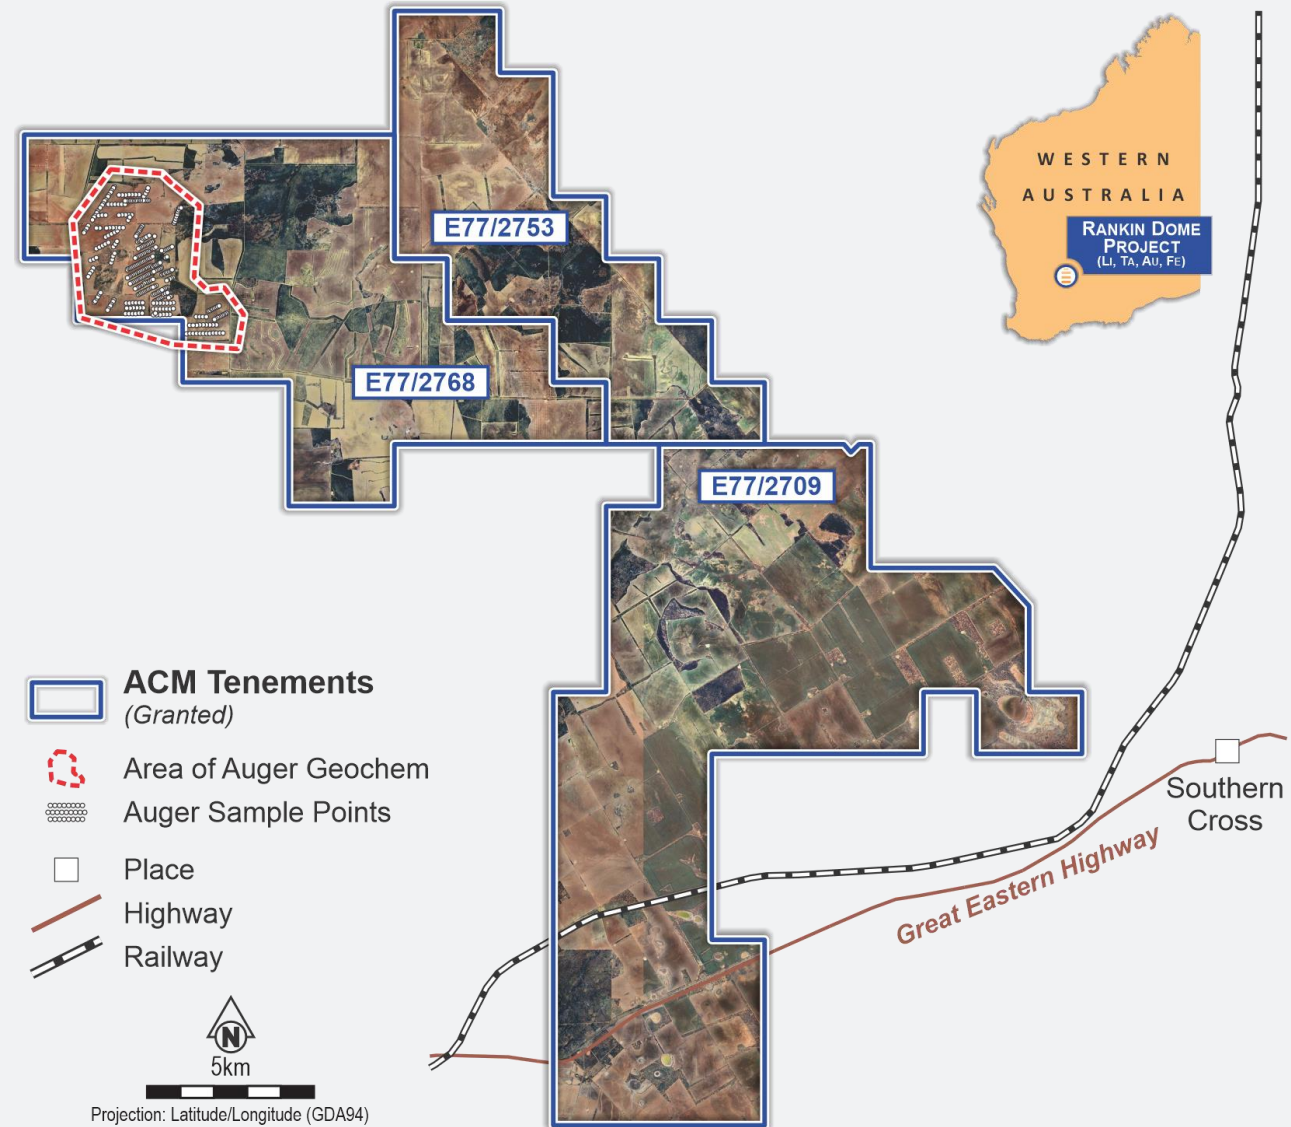 WESTERN
AUSTRALIA
RANKIN DOME
PROJECT
(LI, TA, AU, FE)
E77/2753
E77/2768
E77/2709
ACM Tenements
(Granted)
Area of Auger Geochem
Auger Sample Points
Place
Highway
Railway
Southern
Cross
Great Eastern Highway
N
5km
Projection: Latitude/Longitude (GDA94)